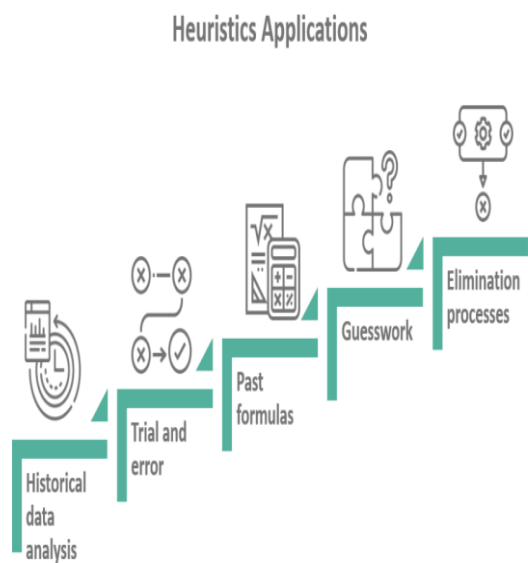 Heuristics Applications
Historical
data
analysis
Trial and
error
Past
formulas
Guesswork
Elimination
processes